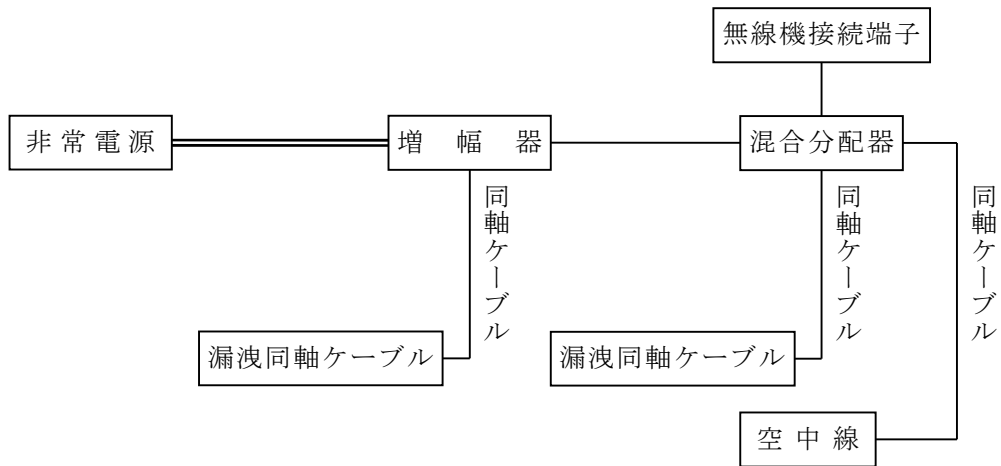 無線機接続端子
非常電源
増幅器
混合分配器
同軸ケーブル
同軸ケーブル
同軸ケーブル
漏洩同軸ケーブル
漏洩同軸ケーブル
空中線